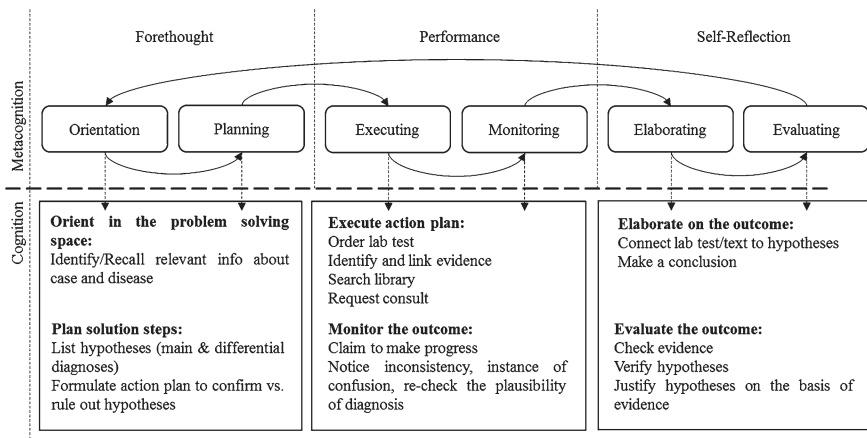 Forethought
Performance
Self-Reflection
Metacognition
Orientation
Planning
Executing
Monitoring
Elaborating
Evaluating
Cognition
Orient in the problem solving
space:
Identify/Recall relevant info about
case and disease
Plan solution steps:
List hypotheses (main & differential
diagnoses)
Formulate action plan to confirm vs.
rule out hypotheses
Execute action plan:
Order lab test
Identify and link evidence
Search library
Request consult
Monitor the outcome:
Claim to make progress
Notice inconsistency, instance of
confusion, re-check the plausibility
of diagnosis
Elaborate on the outcome:
Connect lab test/text to hypotheses
Make a conclusion
Evaluate the outcome:
Check evidence
Verify hypotheses
Justify hypotheses on the basis of
evidence